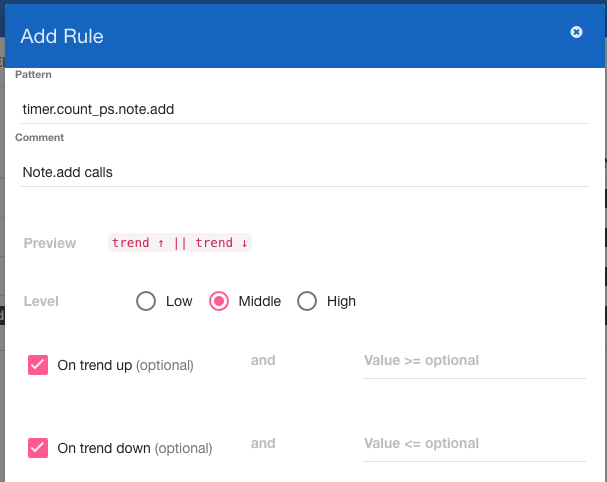 Add Rule
Pattern
timer.count_ps.note.add
Comment
Note.add calls
Preview trend ↑ || trend ↓
Level Low Middle High
On trend up (optional) and Value >= optional
On trend down (optional) and Value <= optional